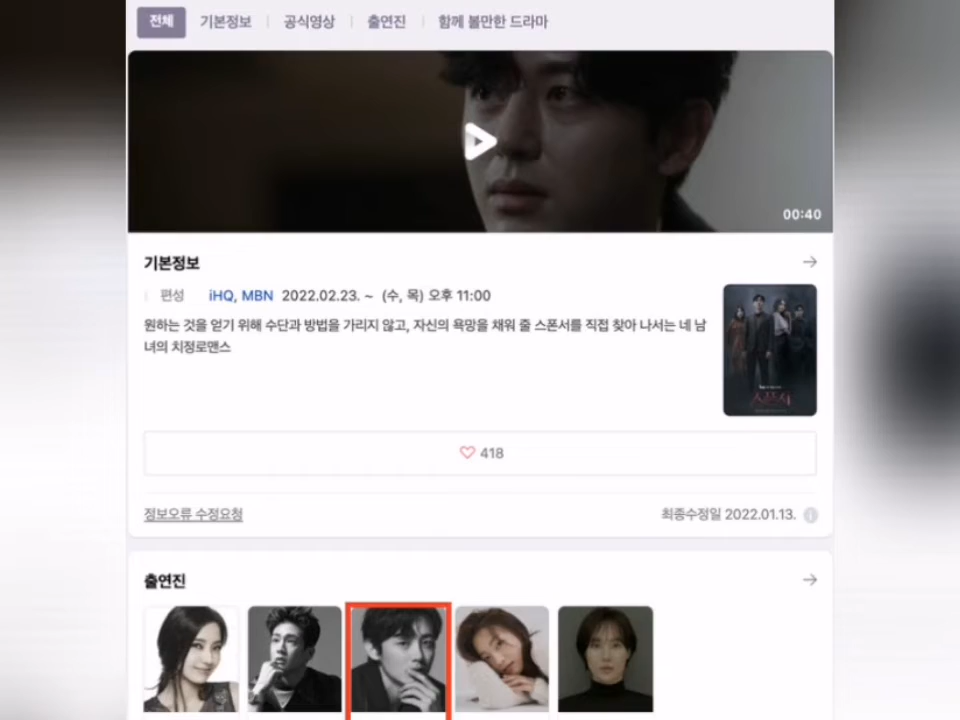 전체 기본정보 공식영상 출연진 함께 볼만한 드라마
00:40
기본정보
편성 iHQ, MBN 2022.02.23. ~ (수, 목) 오후 11:00
원하는 것을 얻기 위해 수단과 방법을 가리지 않고, 자신의 욕망을 채워 줄 스폰서를 직접 찾아 나서는 네 남
녀의 치정로맨스
스폰서
418
정보오류 수정요청
최종수정일 2022.01.13.
출연진